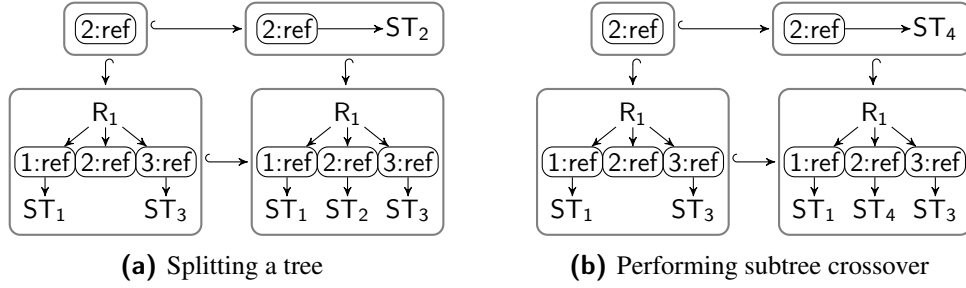 2:ref 2:ref ST₂ 2:ref 2:ref ST₄
R₁ R₁ R₁ R₁
1:ref 2:ref 3:ref 1:ref 2:ref 3:ref 1:ref 2:ref 3:ref 1:ref 2:ref 3:ref
ST₁ ST₃ ST₁ ST₂ ST₃ ST₁ ST₃ ST₁ ST₄ ST₃
(a) Splitting a tree (b) Performing subtree crossover